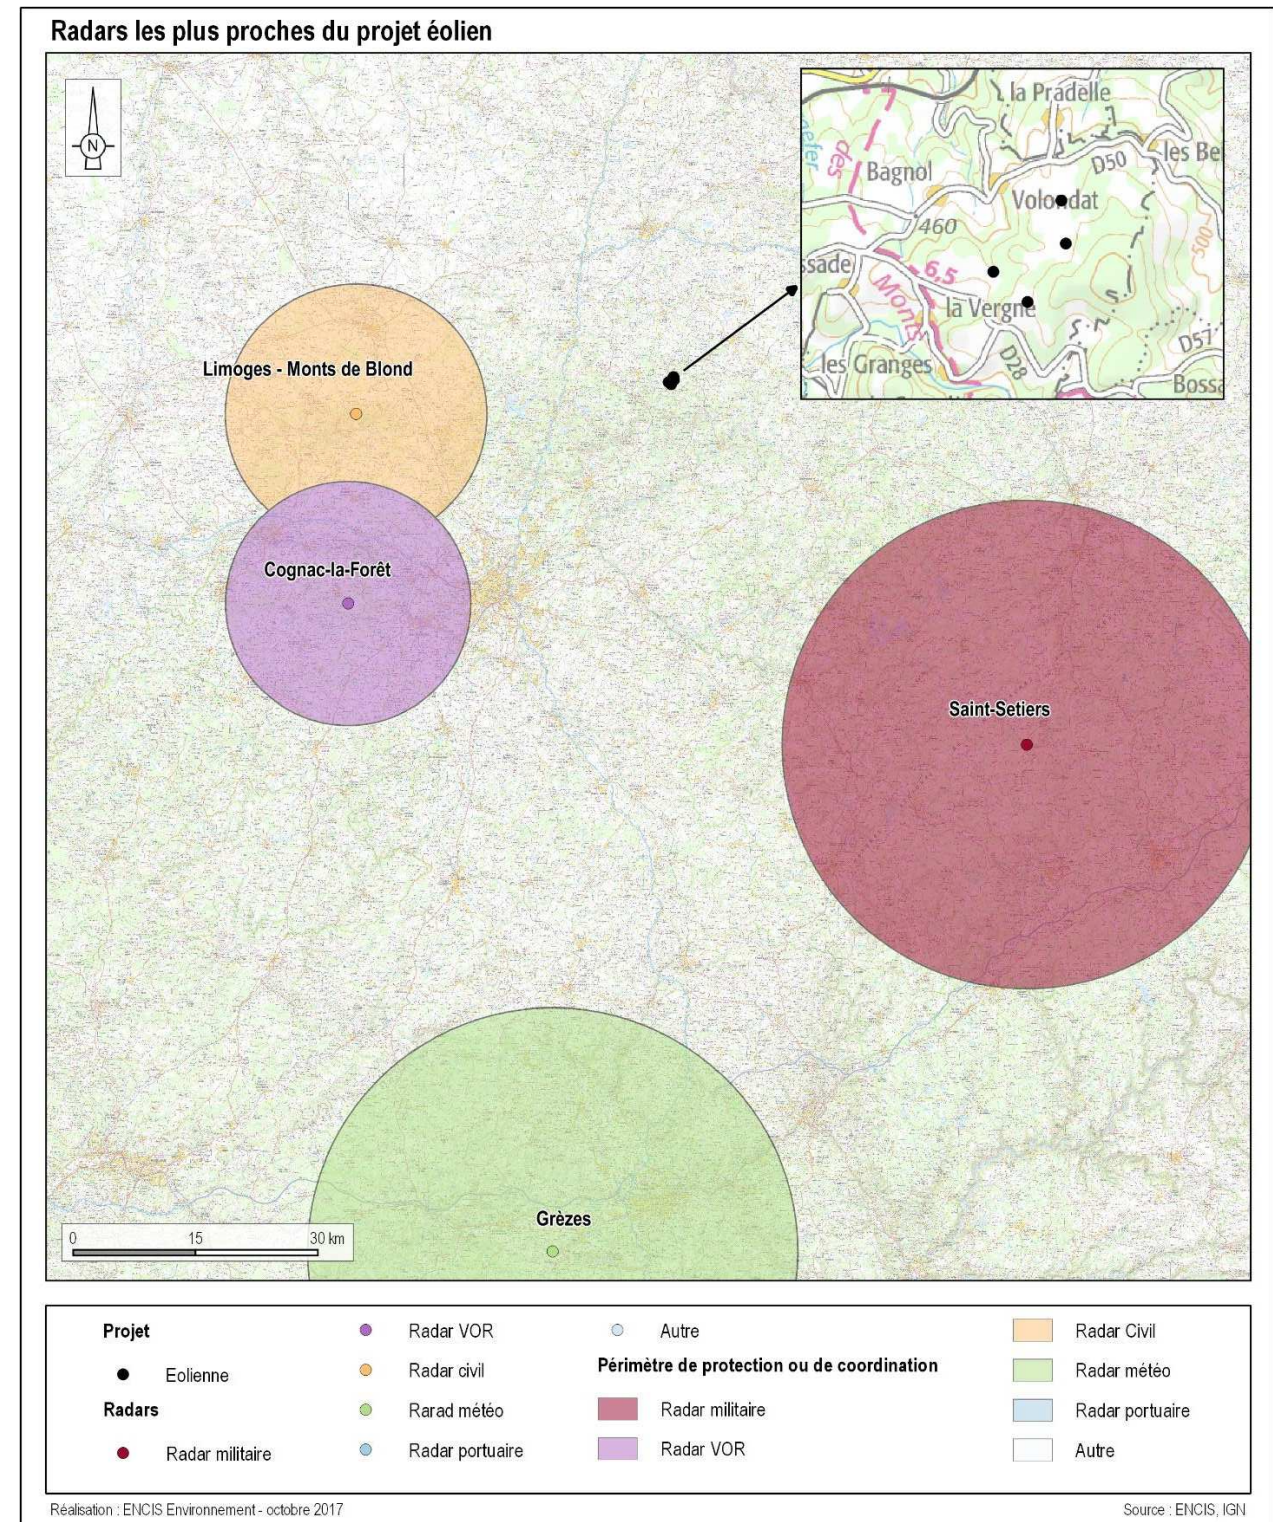 Radars les plus proches du projet éolien
N
la Pradelle
des
Bagnol
D50
les Be
Volondat
460
500
ssade
6,5
Monts
la Vergne
D57
les Granges
D28
Bossa
Limoges - Monts de Blond
Cognac-la-Forêt
Saint-Setiers
Grèzes
0 15 30 km
Projet
Eolienne
Radars
Radar militaire
Radar VOR
Radar civil
Rarad météo
Radar portuaire
Autre
Périmètre de protection ou de coordination
Radar militaire
Radar VOR
Radar Civil
Radar météo
Radar portuaire
Autre
Réalisation : ENCIS Environnement - octobre 2017
Source : ENCIS, IGN